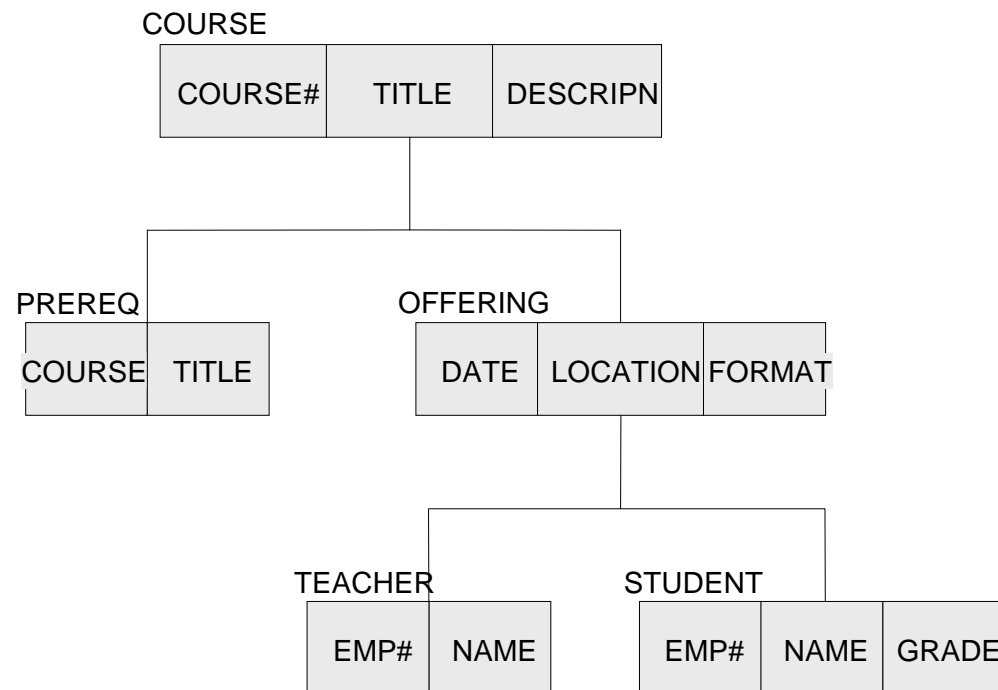 COURSE
COURSE# TITLE DESCRIPN
PREREQ OFFERING
COURSE TITLE DATE LOCATION FORMAT
TEACHER STUDENT
EMP# NAME EMP# NAME GRADE